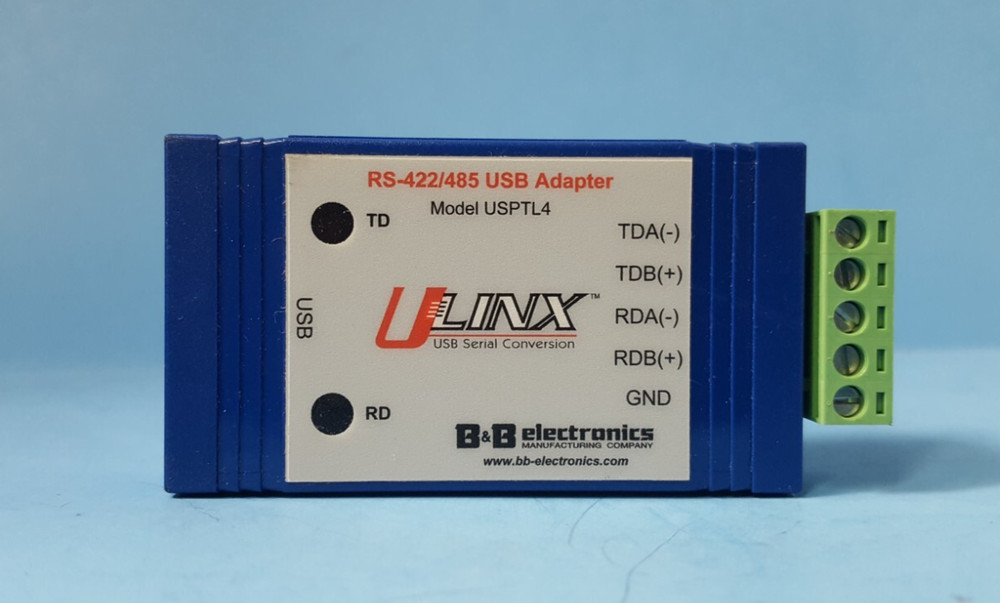 RS-422/485 USB Adapter
Model USPTL4
TD
TDA(-)
TDB(+)
USB
ULINX™
USB Serial Conversion
RDA(-)
RDB(+)
GND
RD
B&B electronics
MANUFACTURING COMPANY
www.bb-electronics.com